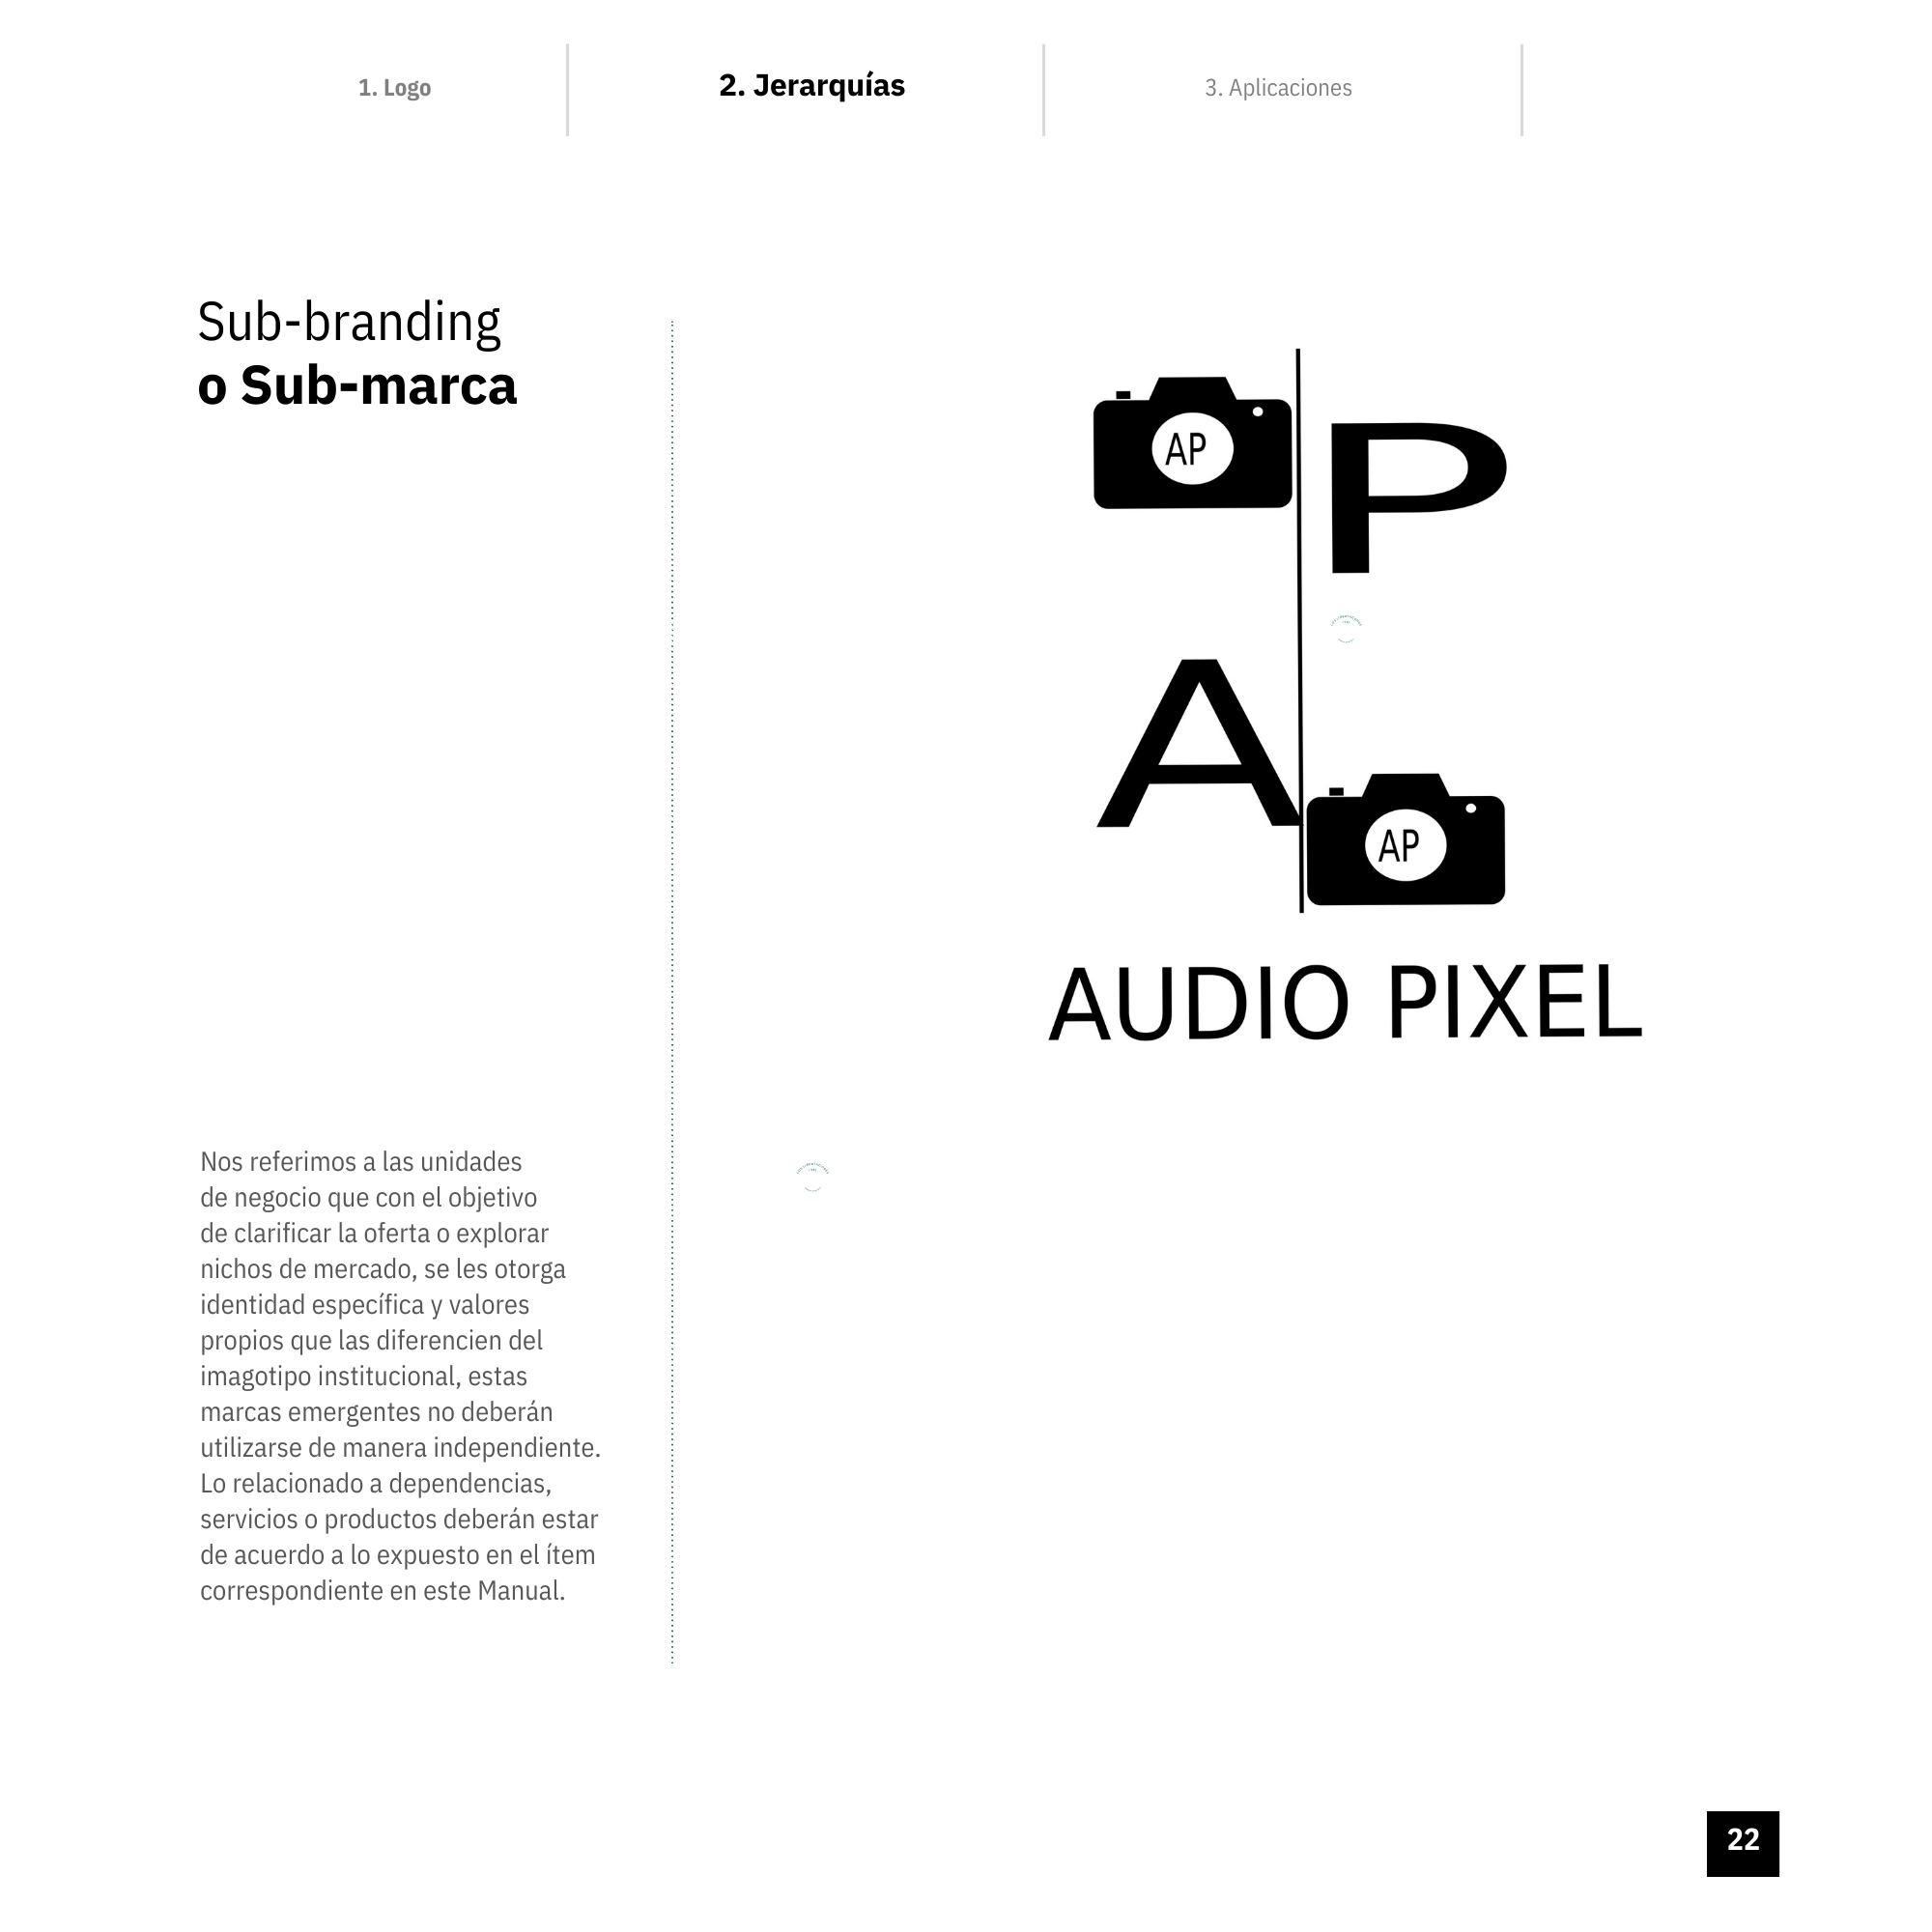 1. Logo
2. Jerarquías
3. Aplicaciones
Sub-branding
o Sub-marca
Nos referimos a las unidades
de negocio que con el objetivo
de clarificar la oferta o explorar
nichos de mercado, se les otorga
identidad específica y valores
propios que las diferencien del
imagotipo institucional, estas
marcas emergentes no deberán
utilizarse de manera independiente.
Lo relacionado a dependencias,
servicios o productos deberán estar
de acuerdo a lo expuesto en el ítem
correspondiente en este Manual.
AP
P
A
AP
AUDIO PIXEL
22